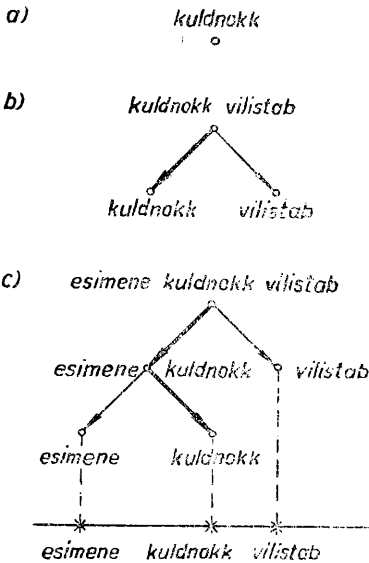 a) kuldnokk
b)
kuldnokk vilistab
kuldnokk vilistab
c)
esimene kuldnokk vilistab
esimene kuldnokk vilistab
esimene kuldnokk
esimene kuldnokk vilistab